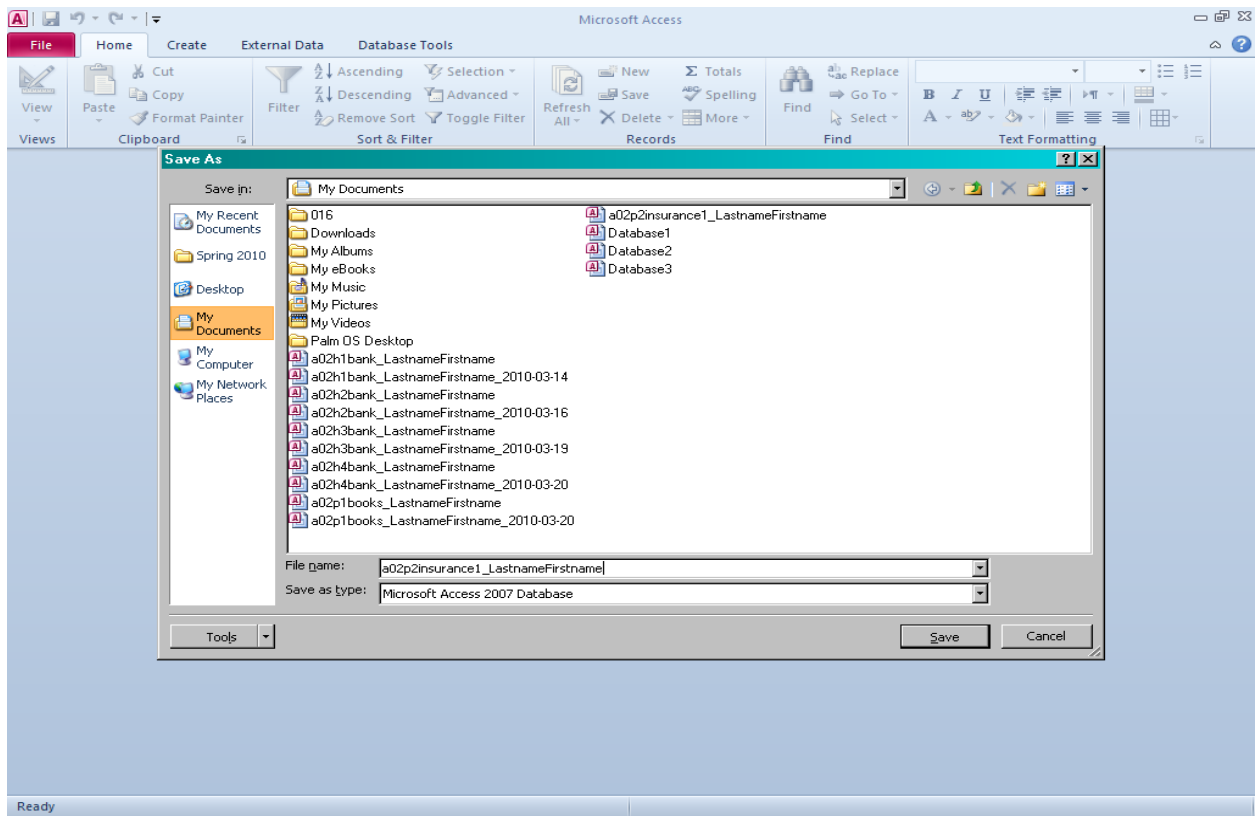 Microsoft Access
File Home Create External Data Database Tools
View
Views
Paste
Cut
Copy
Format Painter
Clipboard
Filter
Ascending
Descending
Remove Sort
Selection
Advanced
Toggle Filter
Sort & Filter
Refresh
All
New
Save
Delete
Totals
Spelling
More
Records
Find
Replace
Go To
Select
Find
B I U
A
Text Formatting
Save As
Save in: My Documents
My Recent
Documents
Spring 2010
Desktop
My
Documents
My
Computer
My Network
Places
016
Downloads
My Albums
My eBooks
My Music
My Pictures
My Videos
Palm OS Desktop
a02h1bank_LastnameFirstname
a02h1bank_LastnameFirstname_2010-03-14
a02h2bank_LastnameFirstname
a02h2bank_LastnameFirstname_2010-03-16
a02h3bank_LastnameFirstname
a02h3bank_LastnameFirstname_2010-03-19
a02h4bank_LastnameFirstname
a02h4bank_LastnameFirstname_2010-03-20
a02p1books_LastnameFirstname
a02p1books_LastnameFirstname_2010-03-20
a02p2insurance1_LastnameFirstname
Database1
Database2
Database3
File name: a02p2insurance1_LastnameFirstname
Save as type: Microsoft Access 2007 Database
Tools
Save
Cancel
Ready